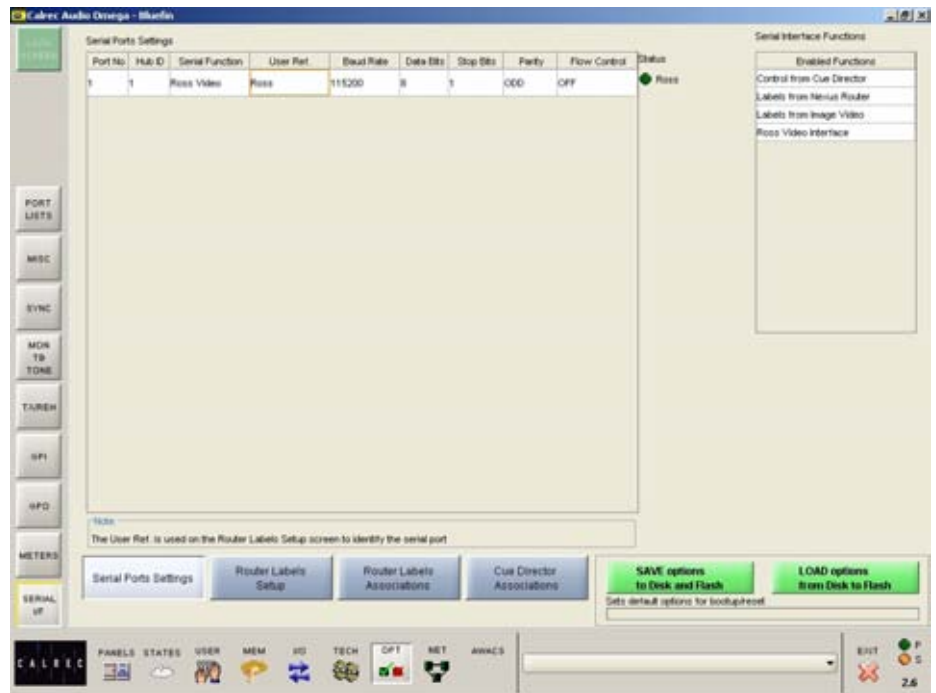 Calrec Audio Omega - Bluefin
Serial Ports Settings
Port No. Hub ID Serial Function User Ref. Baud Rate Data Bits Stop Bits Parity Flow Control
1 1 Ross Video Ross 115200 8 1 ODD OFF
Status
Ross
Serial Interface Functions
Enabled Functions
Control from Cue Director
Labels from Nexus Router
Labels from Image Video
Ross Video Interface
PORT
LISTS
MISC
SYNC
MON
TB
TONE
GPI
GPO
METERS
SERIAL
I/F
Note
The User Ref. is used on the Router Labels Setup screen to identify the serial port
Serial Ports Settings
Router Labels
Setup
Router Labels
Associations
Cue Director
Associations
SAVE options
to Disk and Flash
LOAD options
from Disk to Flash
Sets default options for bootup/reset
CALREC
PANELS STATES USER MEM I/O TECH OPT NET AWACS
EXIT
P
S
2.6